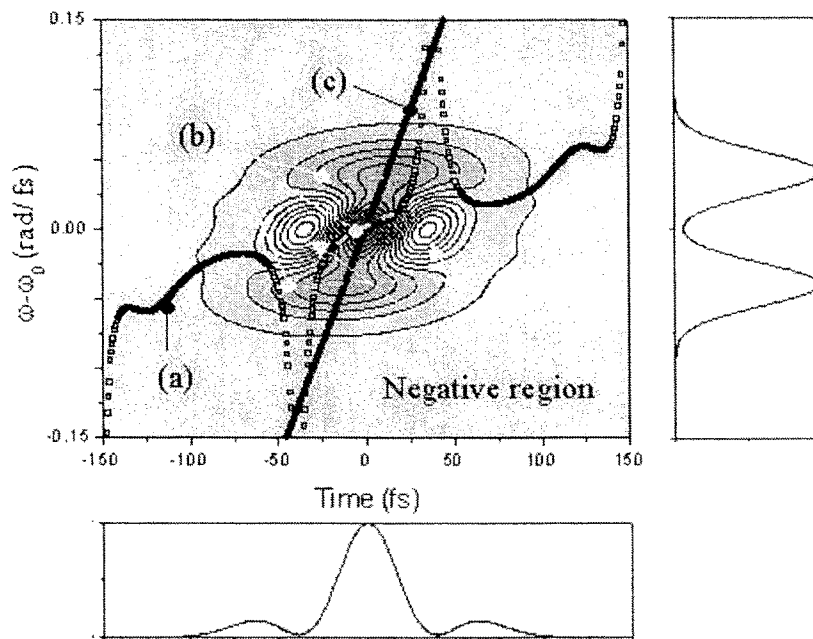 0.15
(c)
(b)
ω-ω0 (rad/fs)
0.00
(a)
Negative region
-0.15
-150 -100 -50 0 50 100 150
Time (fs)